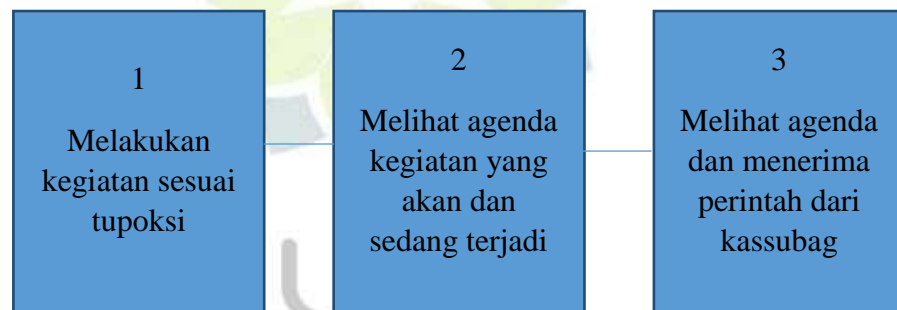 1
Melakukan
kegiatan sesuai
tupoksi
2
Melihat agenda
kegiatan yang
akan dan
sedang terjadi
3
Melihat agenda
dan menerima
perintah dari
kassubag